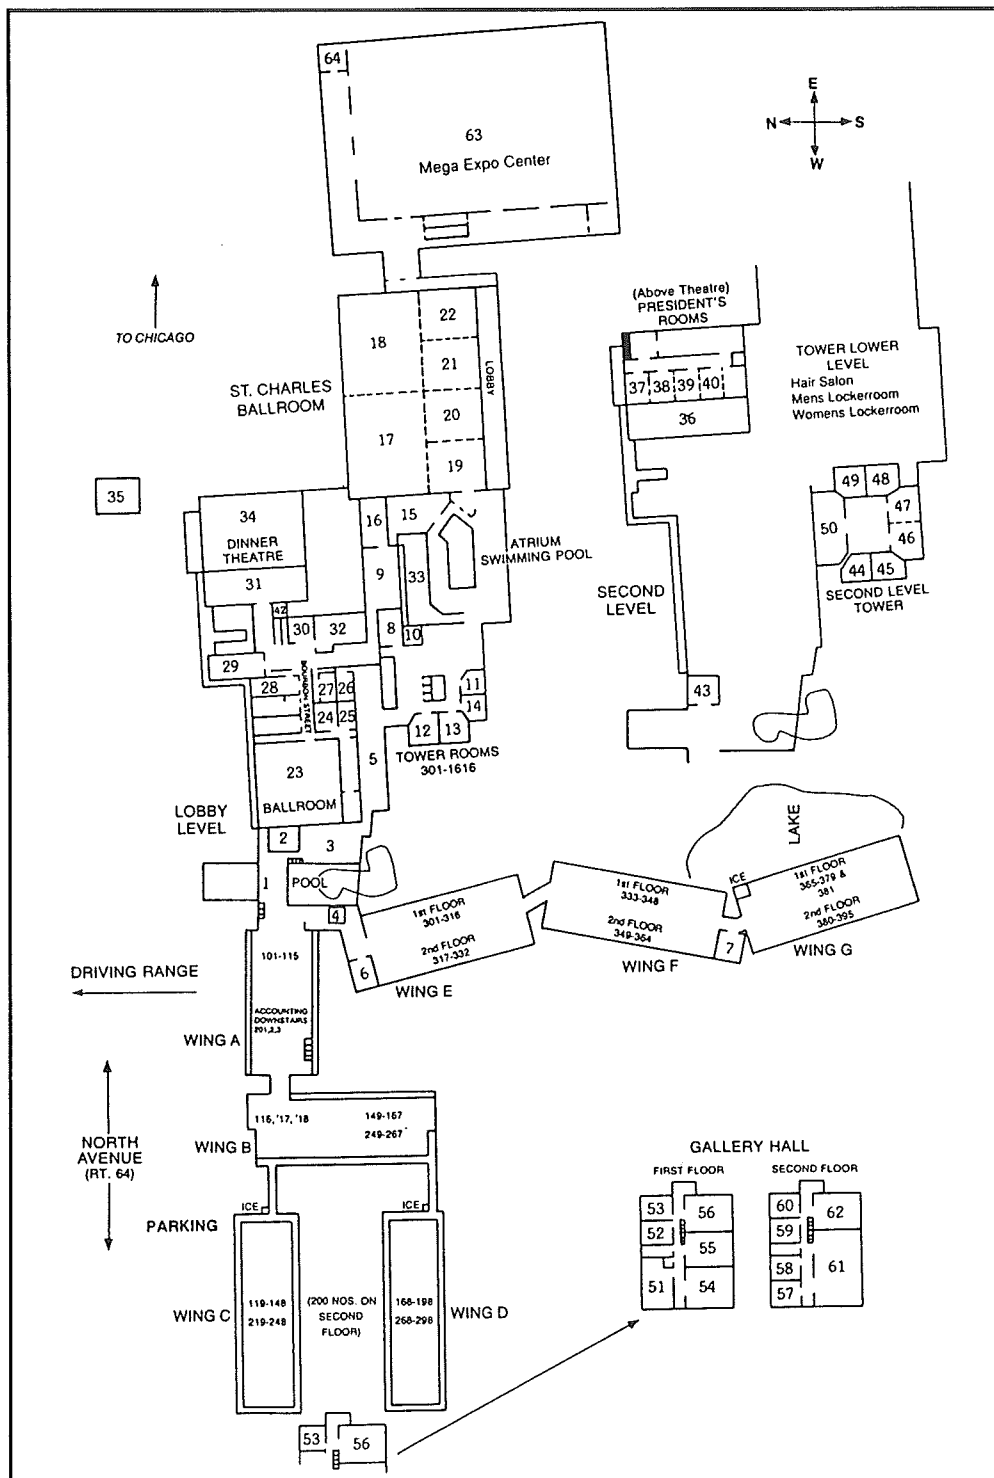 64
63
Mega Expo Center
E
N
S
W
TO CHICAGO
22
18
21
LOBBY
ST. CHARLES
BALLROOM
20
17
19
(Above Theatre)
PRESIDENT'S
ROOMS
37
38
39
40
36
TOWER LOWER
LEVEL
Hair Salon
Mens Lockerroom
Womens Lockerroom
35
34
DINNER
THEATRE
31
16
15
ATRIUM
SWIMMING POOL
9
33
42
30
32
8
10
29
28
BOURBON STREET
27
26
24
25
11
14
12
13
TOWER ROOMS
301-1616
5
23
BALLROOM
49
48
50
47
46
44
45
SECOND LEVEL
TOWER
SECOND
LEVEL
43
LOBBY
LEVEL
2
3
1
POOL
4
LAKE
1st FLOOR
301-316
2nd FLOOR
317-332
6
WING E
1st FLOOR
333-348
2nd FLOOR
349-364
7
WING F
ICE
1st FLOOR
365-379 &
381
2nd FLOOR
380-395
WING G
101-115
DRIVING RANGE
ACCOUNTING
DOWNSTAIRS
201,2,3
WING A
116, '17, '18
149-167
249-267
WING B
NORTH
AVENUE
(RT. 64)
PARKING
ICE
ICE
WING C
119-148
219-248
(200 NOS. ON
SECOND
FLOOR)
168-198
268-298
WING D
53
56
GALLERY HALL
FIRST FLOOR
53
56
52
55
51
54
SECOND FLOOR
60
62
59
58
61
57